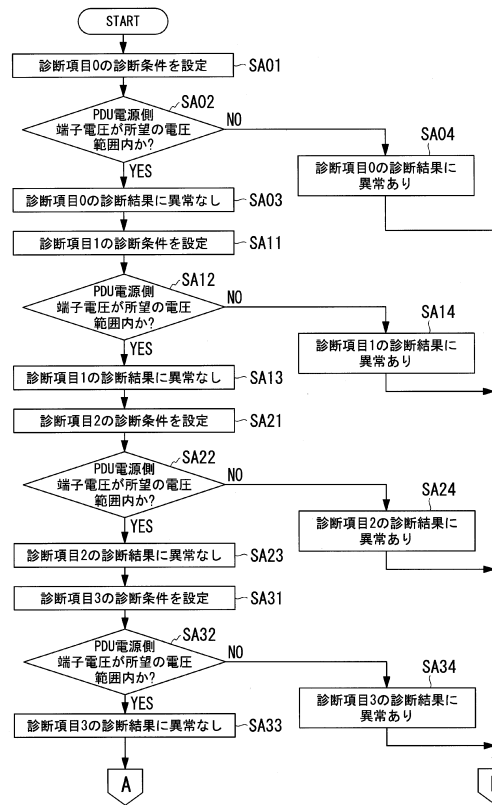 START
診断項目0の診断条件を設定
SA01
PDU電源側
端子電圧が所望の電圧
範囲内か?
SA02
NO
YES
SA04
診断項目0の診断結果に
異常あり
診断項目0の診断結果に異常なし
SA03
診断項目1の診断条件を設定
SA11
PDU電源側
端子電圧が所望の電圧
範囲内か?
SA12
NO
YES
SA14
診断項目1の診断結果に
異常あり
診断項目1の診断結果に異常なし
SA13
診断項目2の診断条件を設定
SA21
PDU電源側
端子電圧が所望の電圧
範囲内か?
SA22
NO
YES
SA24
診断項目2の診断結果に
異常あり
診断項目2の診断結果に異常なし
SA23
診断項目3の診断条件を設定
SA31
PDU電源側
端子電圧が所望の電圧
範囲内か?
SA32
NO
YES
SA34
診断項目3の診断結果に
異常あり
診断項目3の診断結果に異常なし
SA33
A